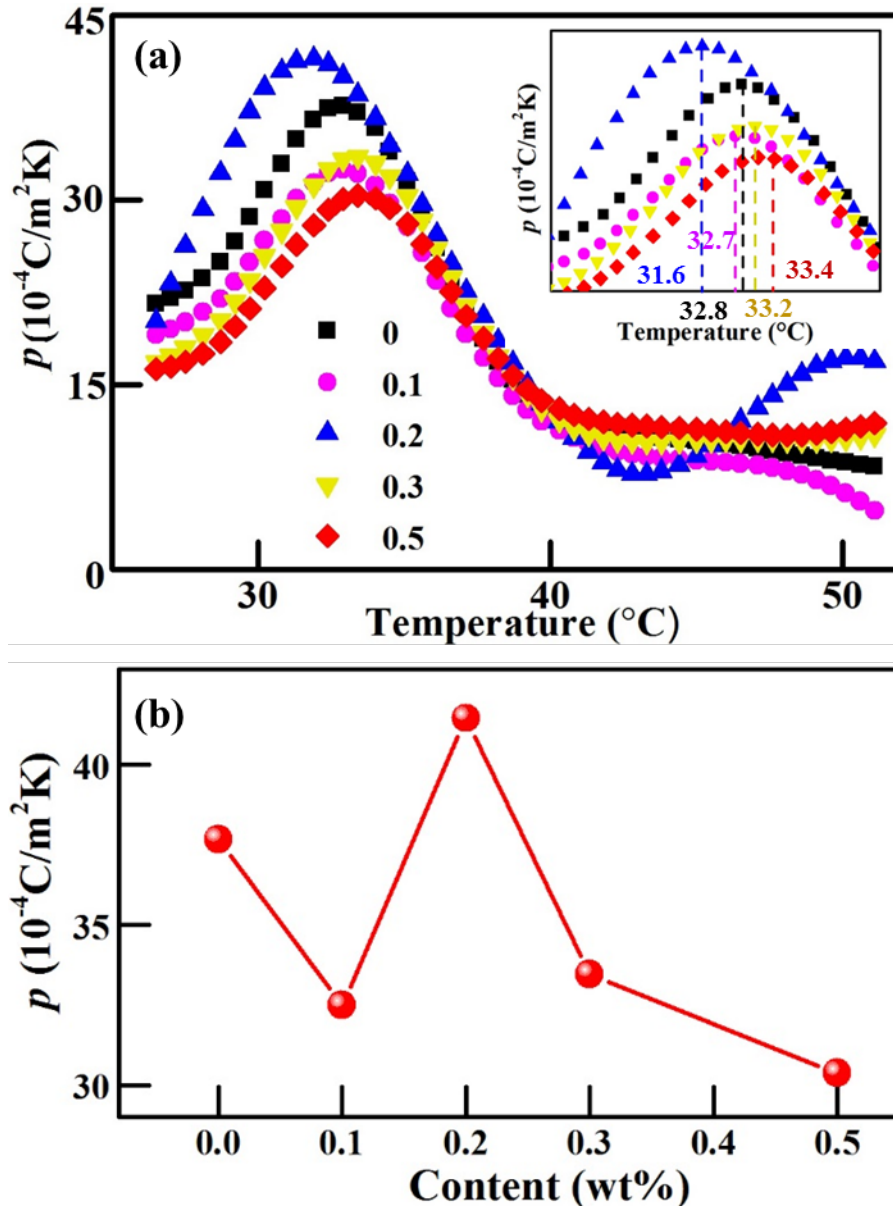 (a)
p (10⁻⁴C/m²K)
45
30
15
0
0
0.1
0.2
0.3
0.5
30
40
50
Temperature (°C)
p (10⁻⁴C/m²K)
32.7
31.6
33.4
32.8
33.2
Temperature (°C)
(b)
p (10⁻⁴C/m²K)
40
35
30
0.0 0.1 0.2 0.3 0.4 0.5
Content (wt%)